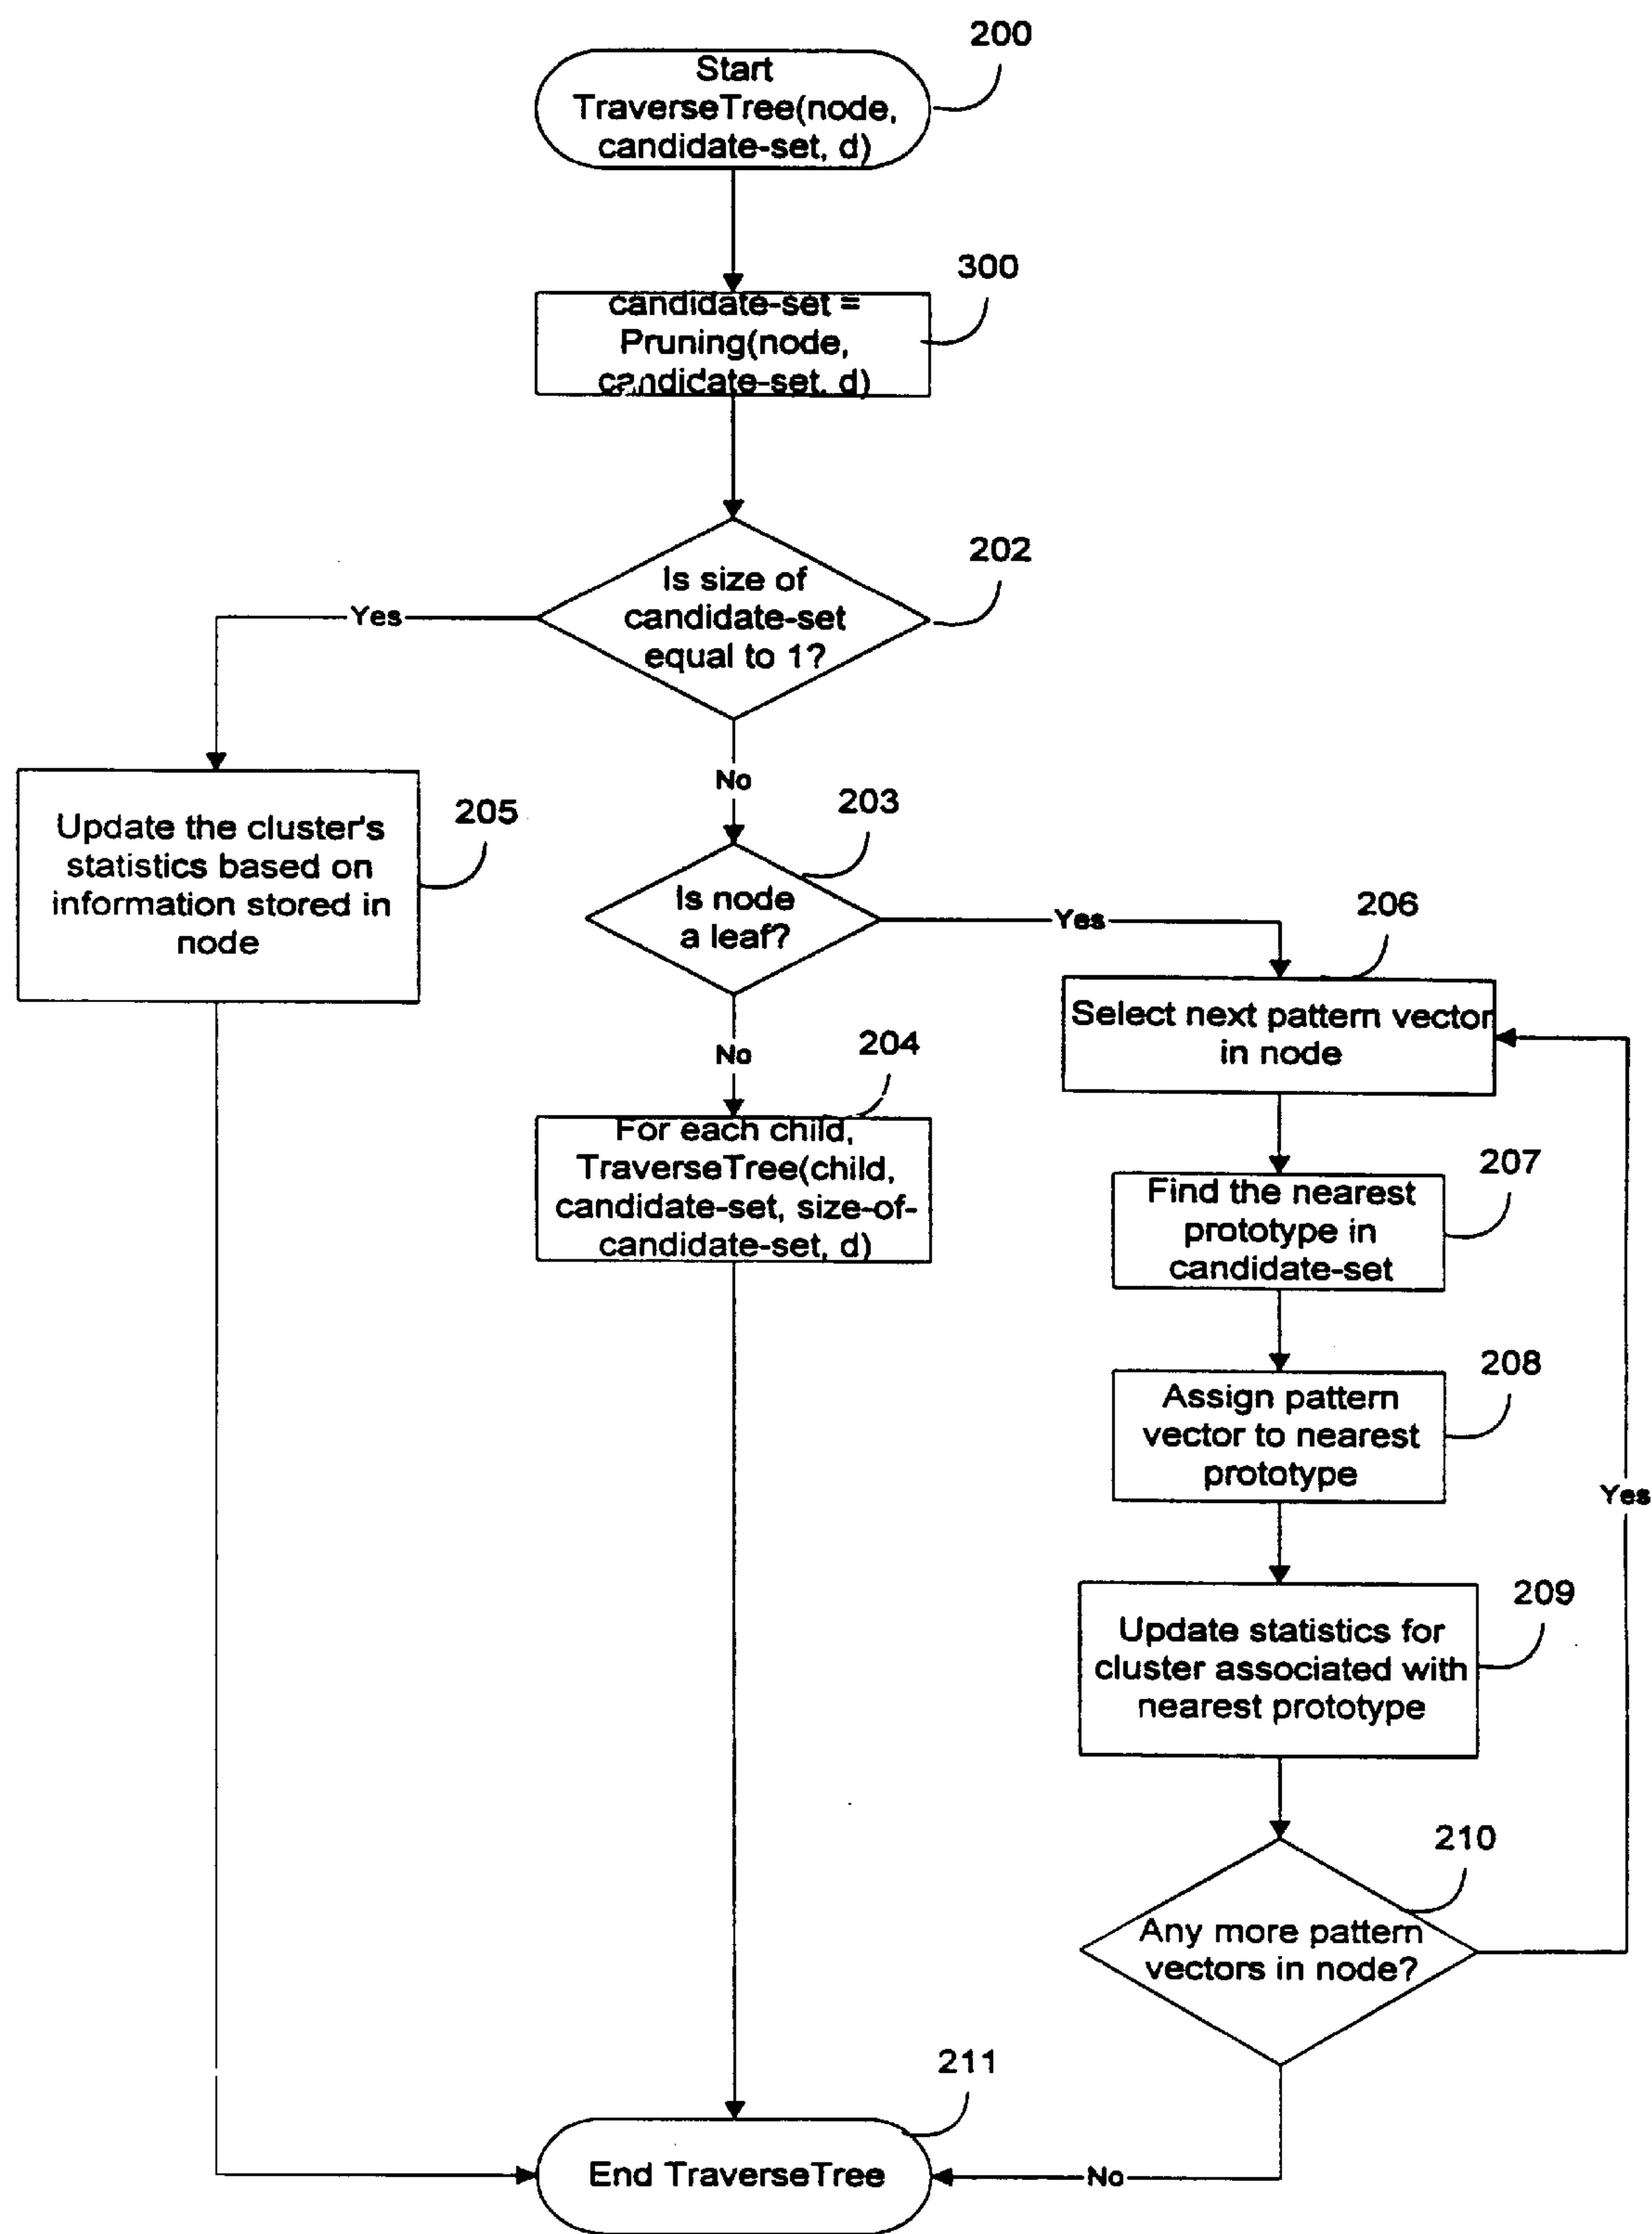 200
Start
TraverseTree(node,
candidate-set, d)
300
candidate-set =
Pruning(node,
candidate-set, d)
202
Is size of
candidate-set
equal to 1?
Yes
No
205
Update the cluster's
statistics based on
information stored in
node
203
Is node
a leaf?
Yes
No
204
For each child,
TraverseTree(child,
candidate-set, size-of-
candidate-set, d)
206
Select next pattern vector
in node
207
Find the nearest
prototype in
candidate-set
208
Assign pattern
vector to nearest
prototype
Yes
209
Update statistics for
cluster associated with
nearest prototype
210
Any more pattern
vectors in node?
No
211
End TraverseTree